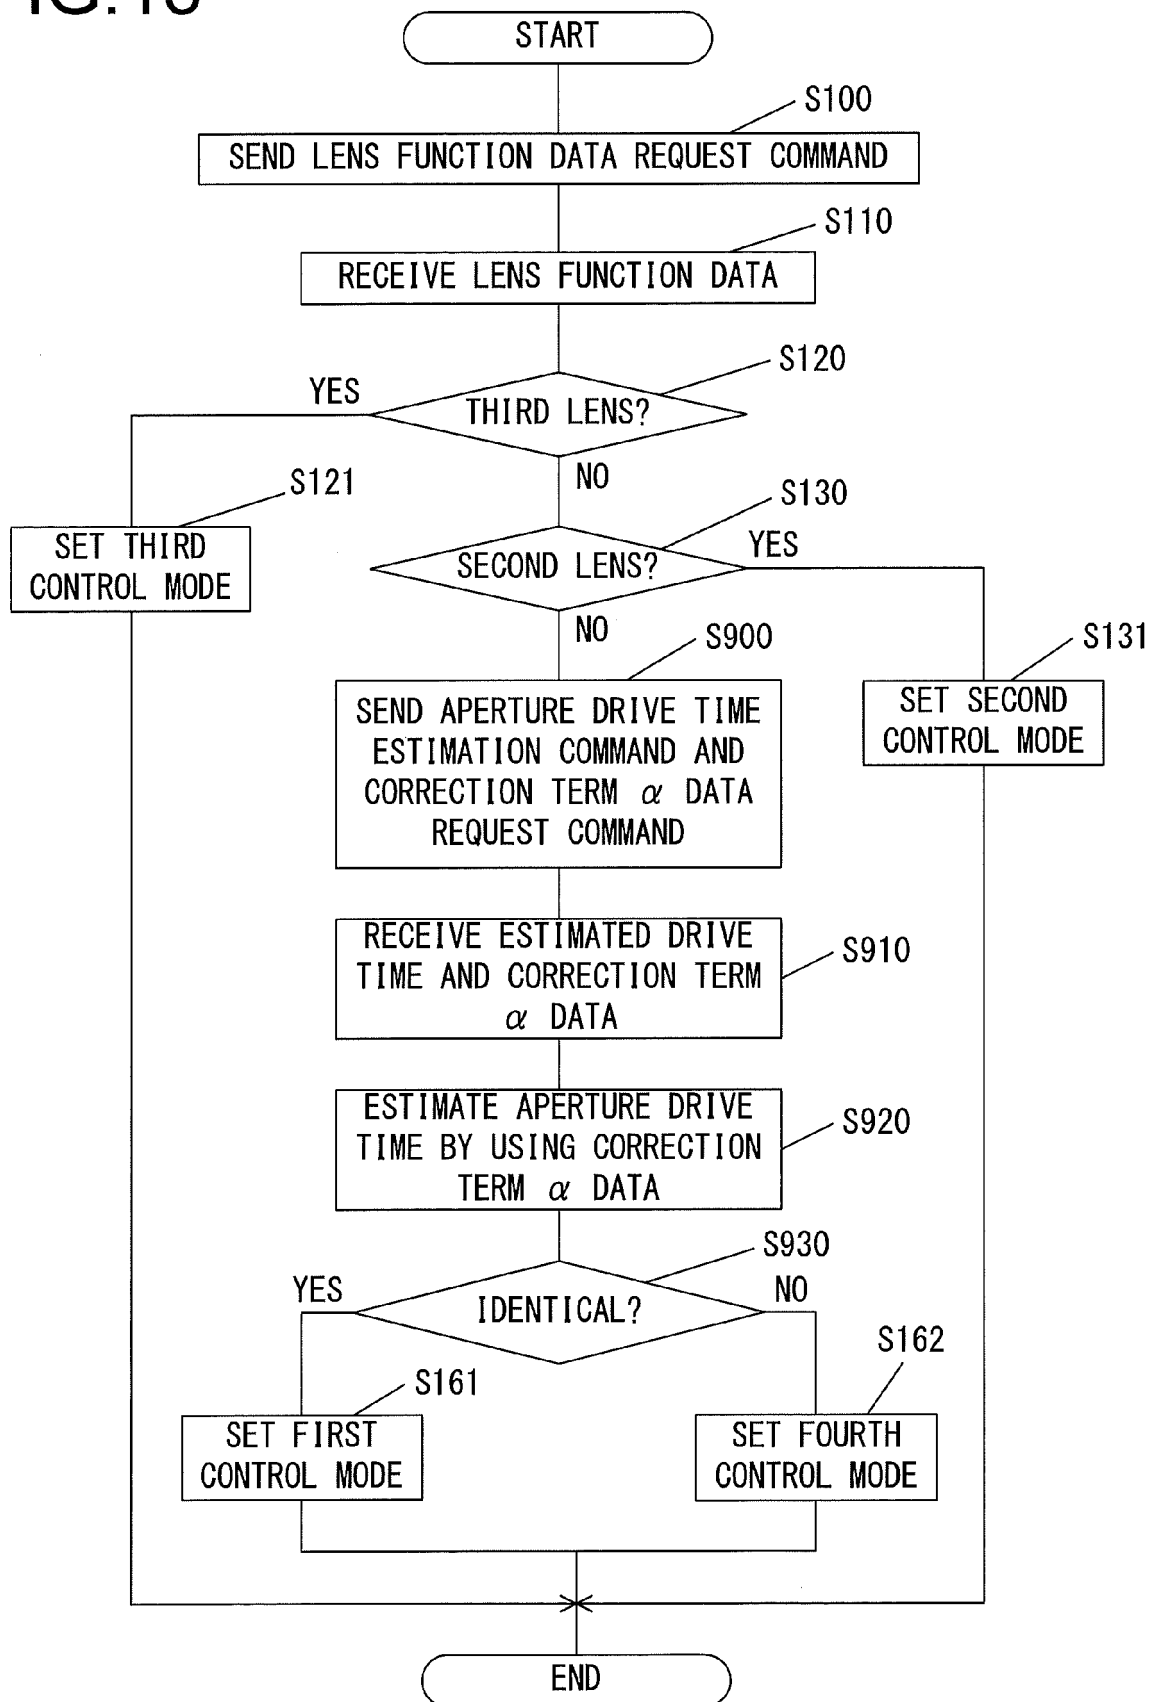 START
S100
SEND LENS FUNCTION DATA REQUEST COMMAND
S110
RECEIVE LENS FUNCTION DATA
S120
YES
THIRD LENS?
NO
S121
SET THIRD
CONTROL MODE
S130
YES
SECOND LENS?
NO
S131
SET SECOND
CONTROL MODE
S900
SEND APERTURE DRIVE TIME
ESTIMATION COMMAND AND
CORRECTION TERM α DATA
REQUEST COMMAND
RECEIVE ESTIMATED DRIVE
TIME AND CORRECTION TERM
α DATA
S910
ESTIMATE APERTURE DRIVE
TIME BY USING CORRECTION
TERM α DATA
S920
S930
YES
IDENTICAL?
NO
S161
SET FIRST
CONTROL MODE
S162
SET FOURTH
CONTROL MODE
END